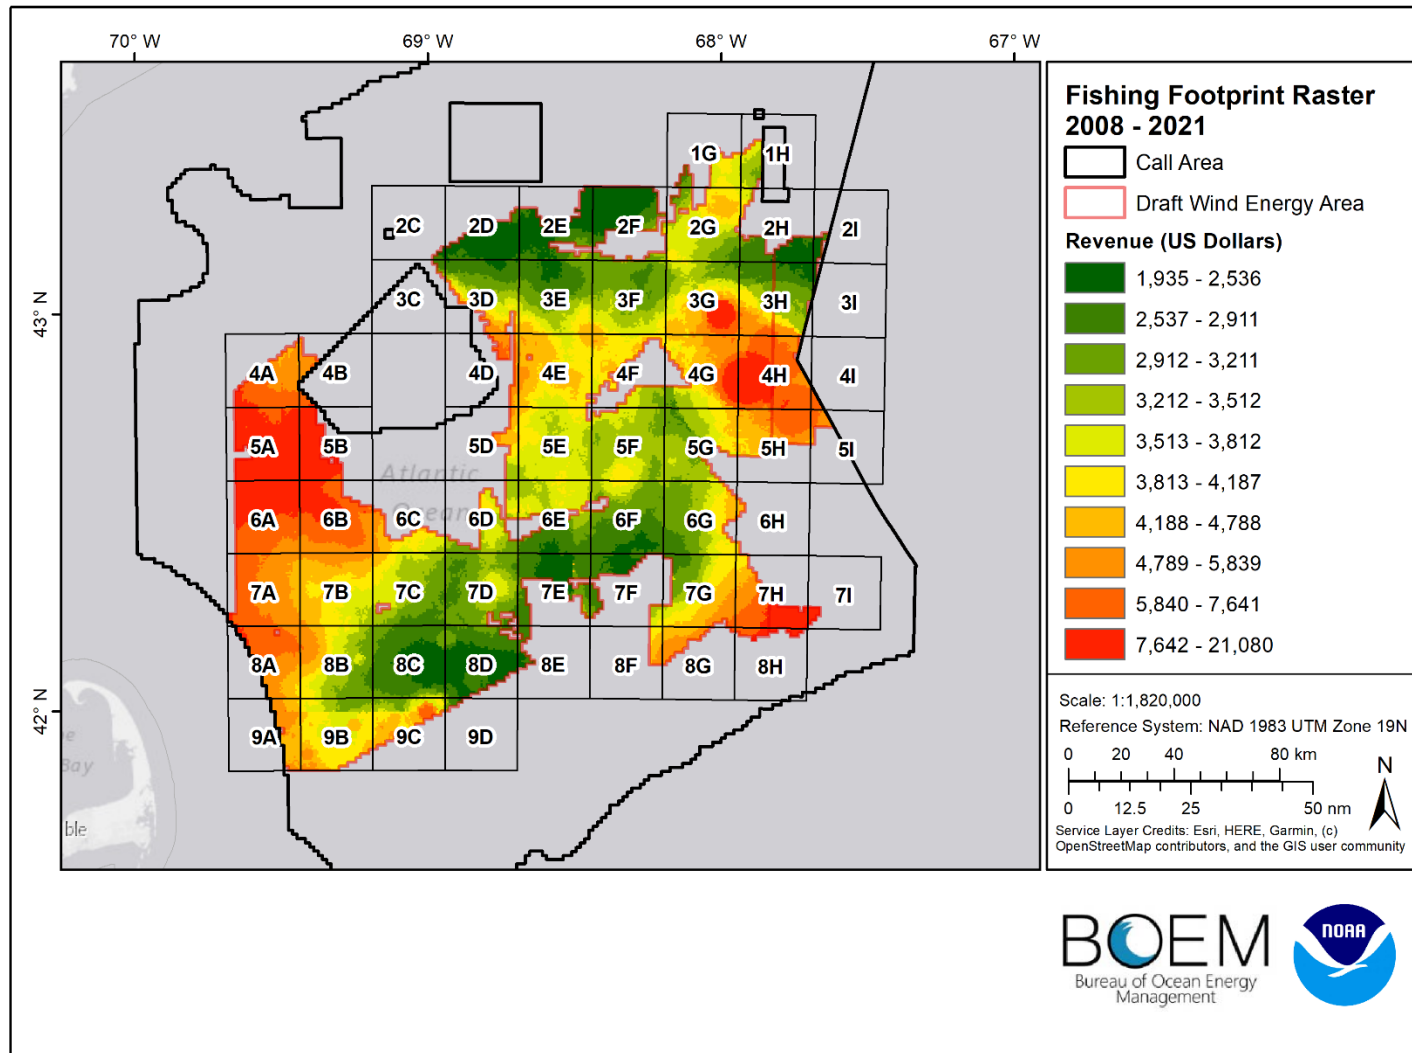 70° W
69° W
68° W
67° W
43° N
42° N
1G
1H
2C
2D
2E
2F
2G
2H
2I
3C
3D
3E
3F
3G
3H
3I
4A
4B
4D
4E
4F
4G
4H
4I
5A
5B
5D
5E
5F
5G
5H
5I
6A
6B
6C
6D
6E
6F
6G
6H
7A
7B
7C
7D
7E
7F
7G
7H
7I
8A
8B
8C
8D
8E
8F
8G
8H
9A
9B
9C
9D
Atlantic
Ocean
Bay
ble
Fishing Footprint Raster
2008 - 2021
Call Area
Draft Wind Energy Area
Revenue (US Dollars)
1,935 - 2,536
2,537 - 2,911
2,912 - 3,211
3,212 - 3,512
3,513 - 3,812
3,813 - 4,187
4,188 - 4,788
4,789 - 5,839
5,840 - 7,641
7,642 - 21,080
Scale: 1:1,820,000
Reference System: NAD 1983 UTM Zone 19N
0 20 40 80 km
0 12.5 25 50 nm
N
Service Layer Credits: Esri, HERE, Garmin, (c)
OpenStreetMap contributors, and the GIS user community
BOEM
Bureau of Ocean Energy
Management
NOAA